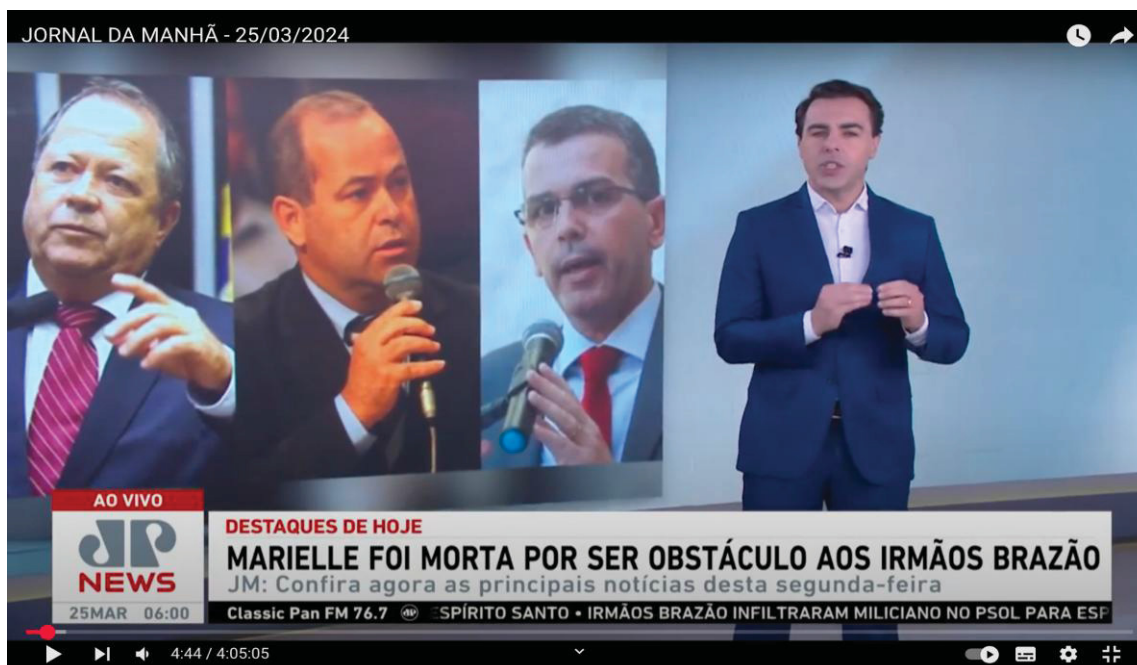 JORNAL DA MANHÃ - 25/03/2024
AO VIVO
JP
NEWS
25MAR 06:00
DESTAQUES DE HOJE
MARIELLE FOI MORTA POR SER OBSTÁCULO AOS IRMÃOS BRAZÃO
JM: Confira agora as principais notícias desta segunda-feira
Classic Pan FM 76.7 JP ESPÍRITO SANTO • IRMÃOS BRAZÃO INFILTRARAM MILICIANO NO PSOL PARA ESP
4:44 / 4:05:05